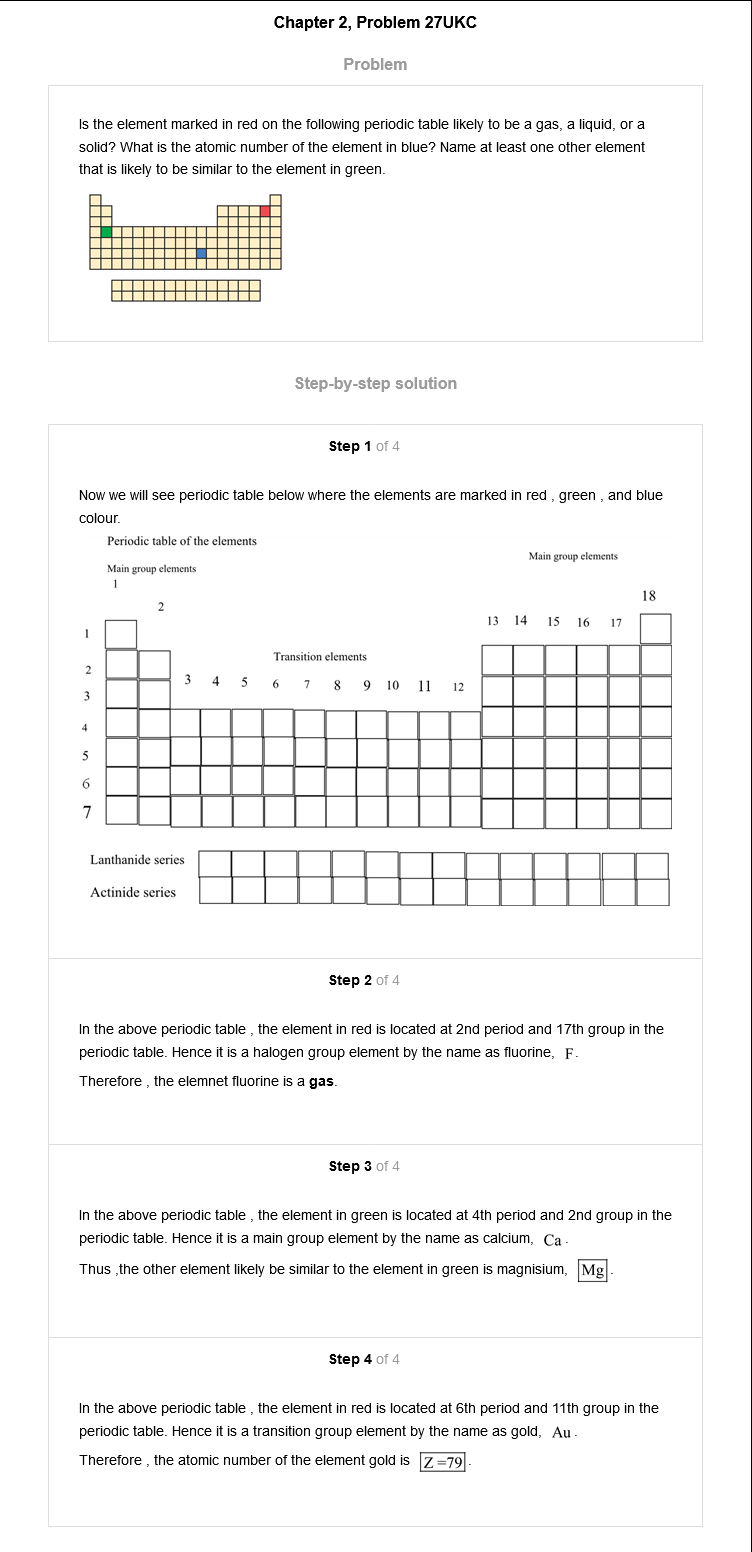 Chapter 2, Problem 27UKC
Problem
Is the element marked in red on the following periodic table likely to be a gas, a liquid, or a
solid? What is the atomic number of the element in blue? Name at least one other element
that is likely to be similar to the element in green.
Step-by-step solution
Step 1 of 4
Now we will see periodic table below where the elements are marked in red , green , and blue
colour.
Periodic table of the elements
Main group elements
Main group elements
1
18
2
13 14 15 16 17
1
Transition elements
2
3 4 5 6 7 8 9 10 11 12
3
4
5
6
7
Lanthanide series
Actinide series
Step 2 of 4
In the above periodic table , the element in red is located at 2nd period and 17th group in the
periodic table. Hence it is a halogen group element by the name as fluorine, F.
Therefore , the elemnet fluorine is a gas.
Step 3 of 4
In the above periodic table , the element in green is located at 4th period and 2nd group in the
periodic table. Hence it is a main group element by the name as calcium, Ca.
Thus ,the other element likely be similar to the element in green is magnisium, Mg.
Step 4 of 4
In the above periodic table , the element in red is located at 6th period and 11th group in the
periodic table. Hence it is a transition group element by the name as gold, Au.
Therefore , the atomic number of the element gold is Z =79.